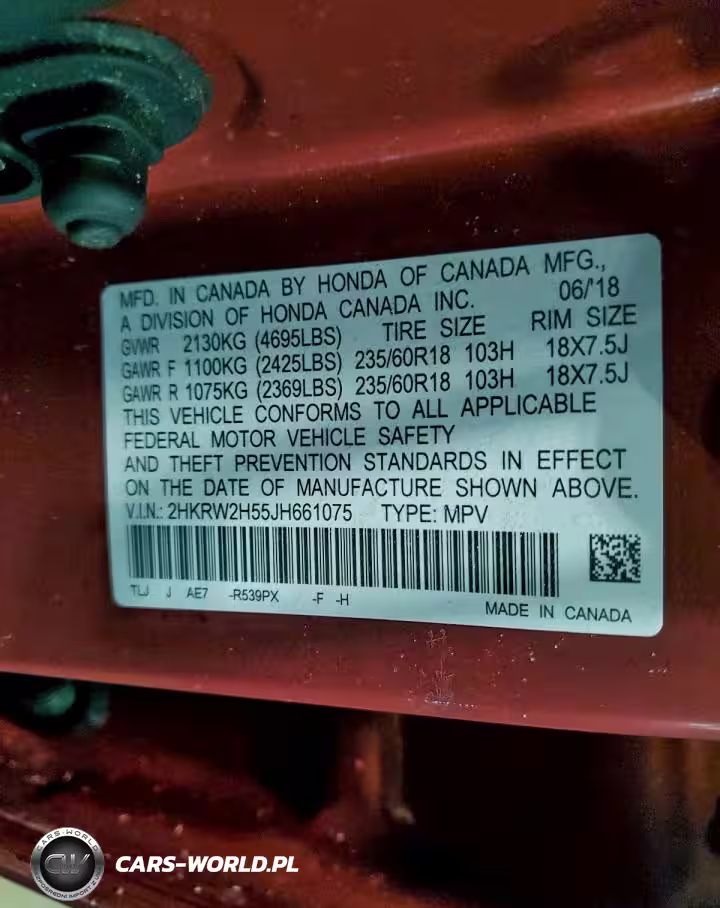 MFD. IN CANADA BY HONDA OF CANADA MFG.,
A DIVISION OF HONDA CANADA INC. 06/'18
GVWR 2130KG (4695LBS) TIRE SIZE RIM SIZE
GAWR F 1100KG (2425LBS) 235/60R18 103H 18X7.5J
GAWR R 1075KG (2369LBS) 235/60R18 103H 18X7.5J
THIS VEHICLE CONFORMS TO ALL APPLICABLE
FEDERAL MOTOR VEHICLE SAFETY
AND THEFT PREVENTION STANDARDS IN EFFECT
ON THE DATE OF MANUFACTURE SHOWN ABOVE.
V.I.N.: 2HKRW2H55JH661075 TYPE: MPV
TLJ J AE7 -R539PX -F -H
MADE IN CANADA
CARS-WORLD
CW
CARS-WORLD.PL